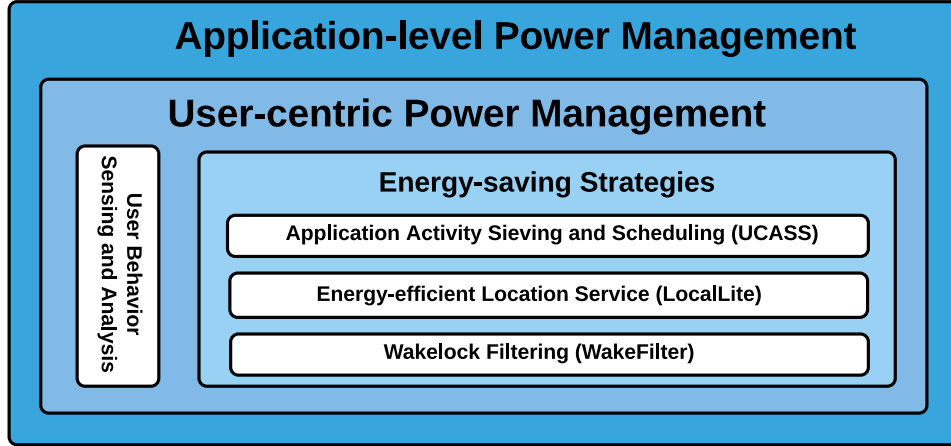 Application-level Power Management
User-centric Power Management
User Behavior
Sensing and Analysis
Energy-saving Strategies
Application Activity Sieving and Scheduling (UCASS)
Energy-efficient Location Service (LocalLite)
Wakelock Filtering (WakeFilter)